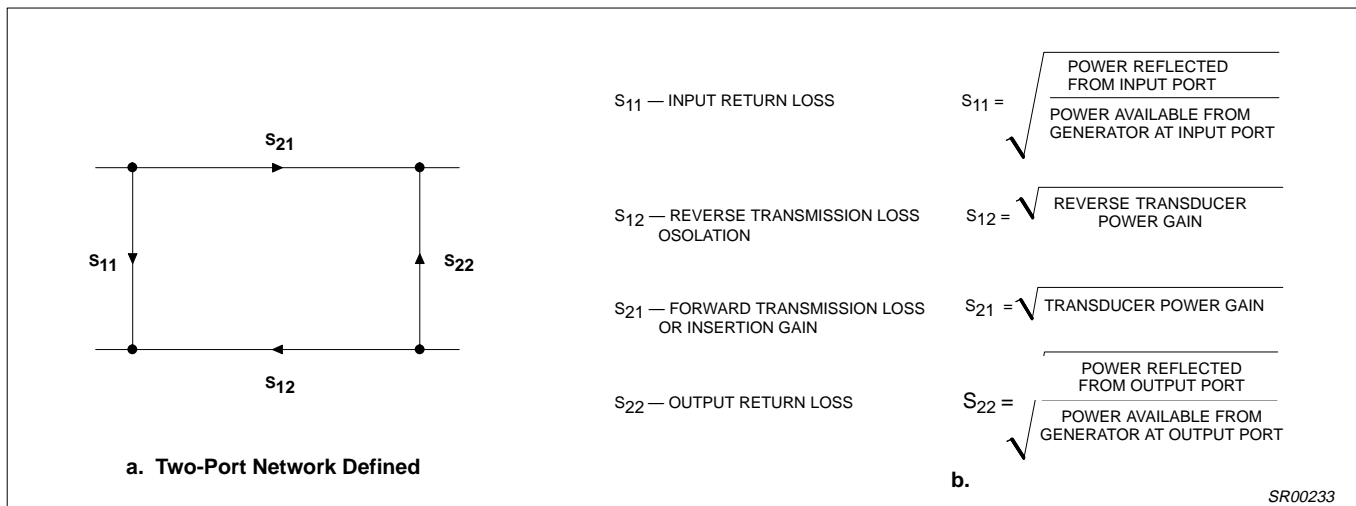 S21
S11
S22
S12
a. Two-Port Network Defined
S11 — INPUT RETURN LOSS
S11 = √
POWER REFLECTED
FROM INPUT PORT
POWER AVAILABLE FROM
GENERATOR AT INPUT PORT
S12 — REVERSE TRANSMISSION LOSS
OSOLATION
S12 = √
REVERSE TRANSDUCER
POWER GAIN
S21 — FORWARD TRANSMISSION LOSS
OR INSERTION GAIN
S21 = √ TRANSDUCER POWER GAIN
S22 — OUTPUT RETURN LOSS
S22 = √
POWER REFLECTED
FROM OUTPUT PORT
POWER AVAILABLE FROM
GENERATOR AT OUTPUT PORT
b.
SR00233